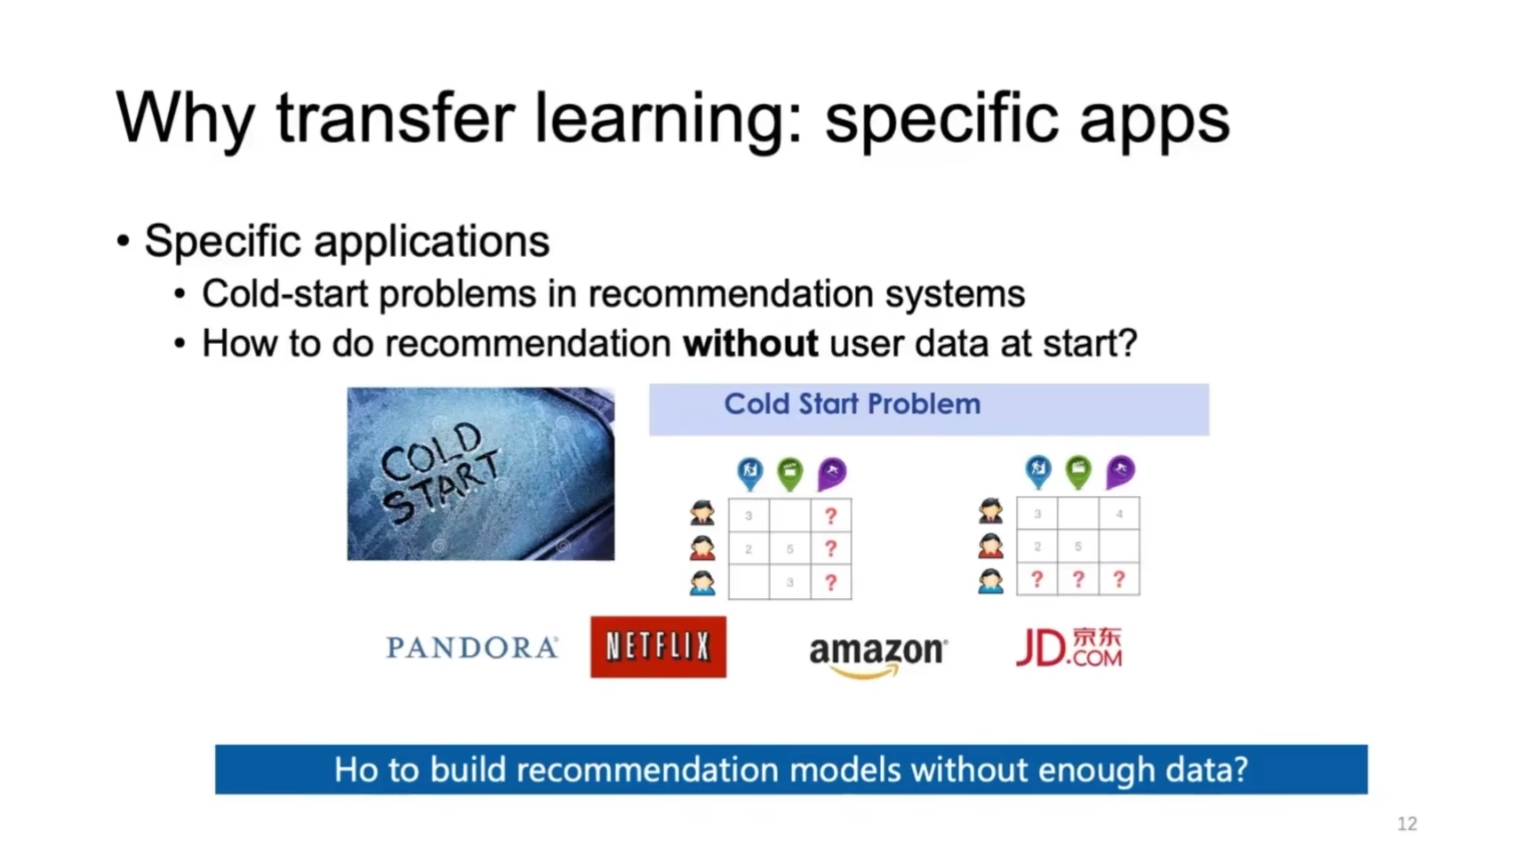 Why transfer learning: specific apps
• Specific applications
• Cold-start problems in recommendation systems
• How to do recommendation without user data at start?
COLD
START
Cold Start Problem
3 ?
2 5 ?
3 ?
3 4
2 5
? ? ?
PANDORA
NETFLIX
amazon
JD.COM 京东
Ho to build recommendation models without enough data?
12